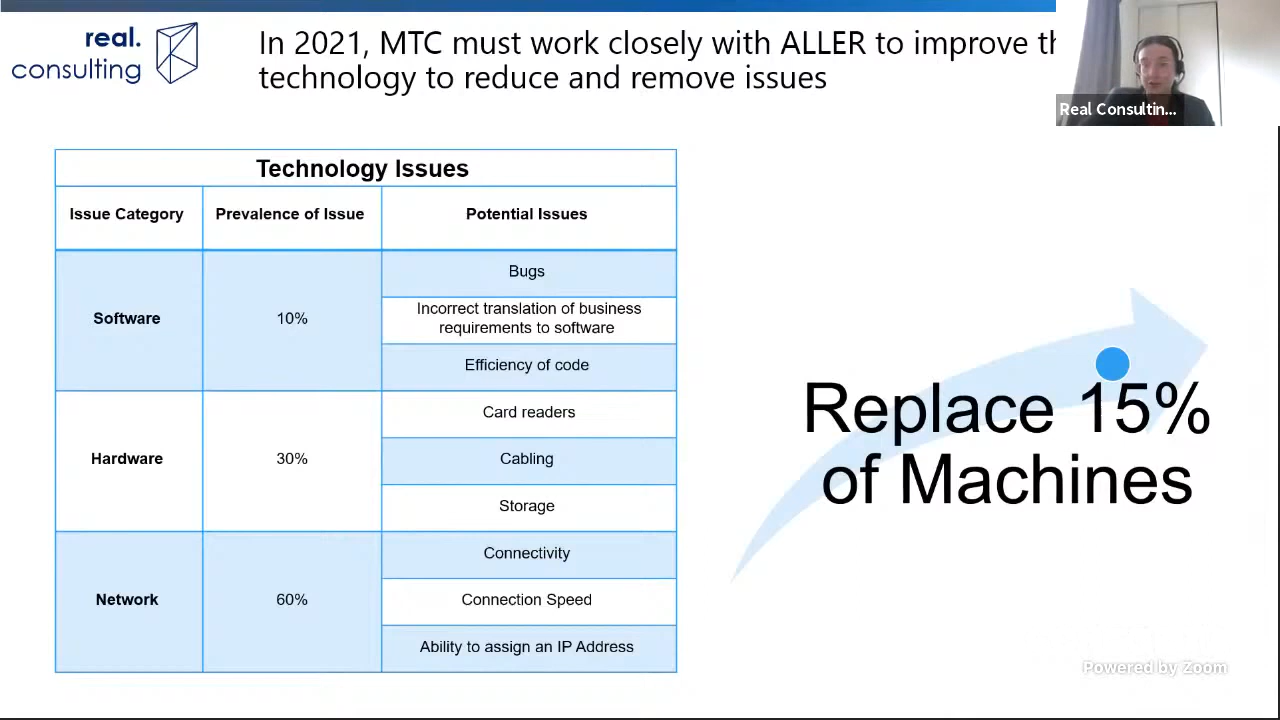 real.
consulting
In 2021, MTC must work closely with ALLER to improve th
technology to reduce and remove issues
Real Consultin...
Technology Issues
Issue Category
Prevalence of Issue
Potential Issues
Software
10%
Bugs
Incorrect translation of business
requirements to software
Efficiency of code
Hardware
30%
Card readers
Cabling
Storage
Network
60%
Connectivity
Connection Speed
Ability to assign an IP Address
Replace 15%
of Machines
Powered by Zoom